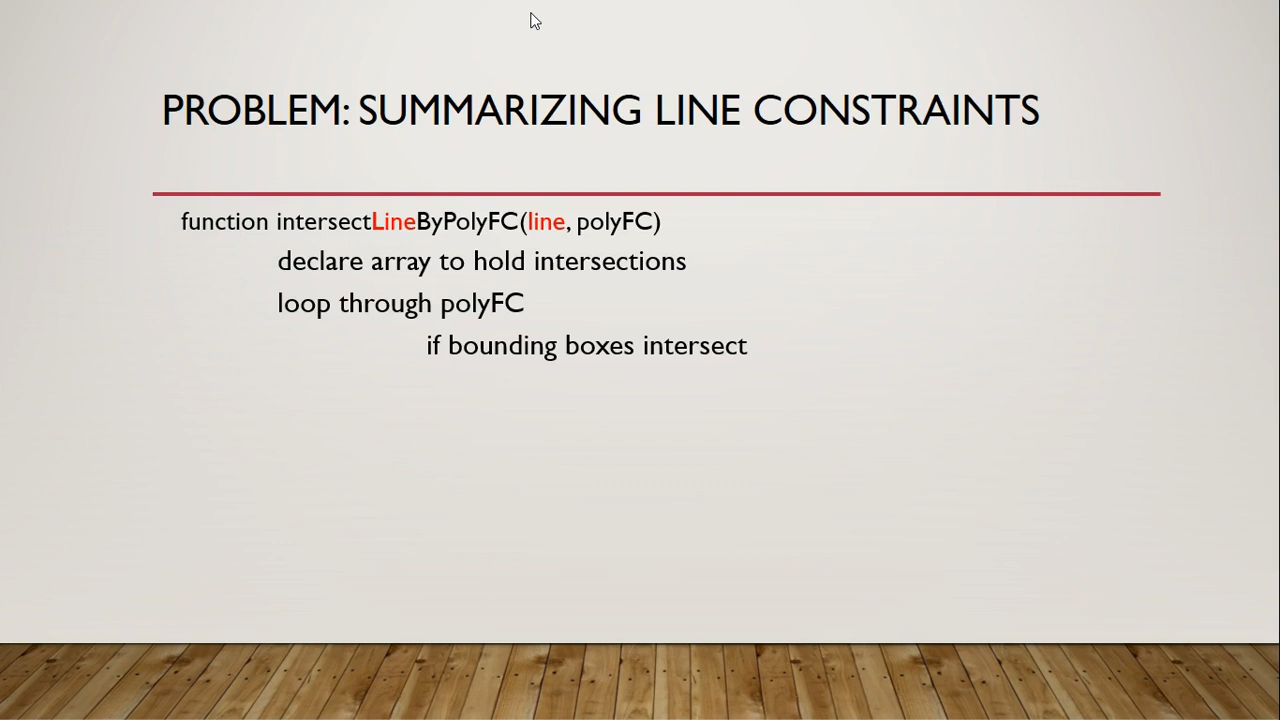 PROBLEM: SUMMARIZING LINE CONSTRAINTS
function intersectLineByPolyFC(line, polyFC)
declare array to hold intersections
loop through polyFC
if bounding boxes intersect